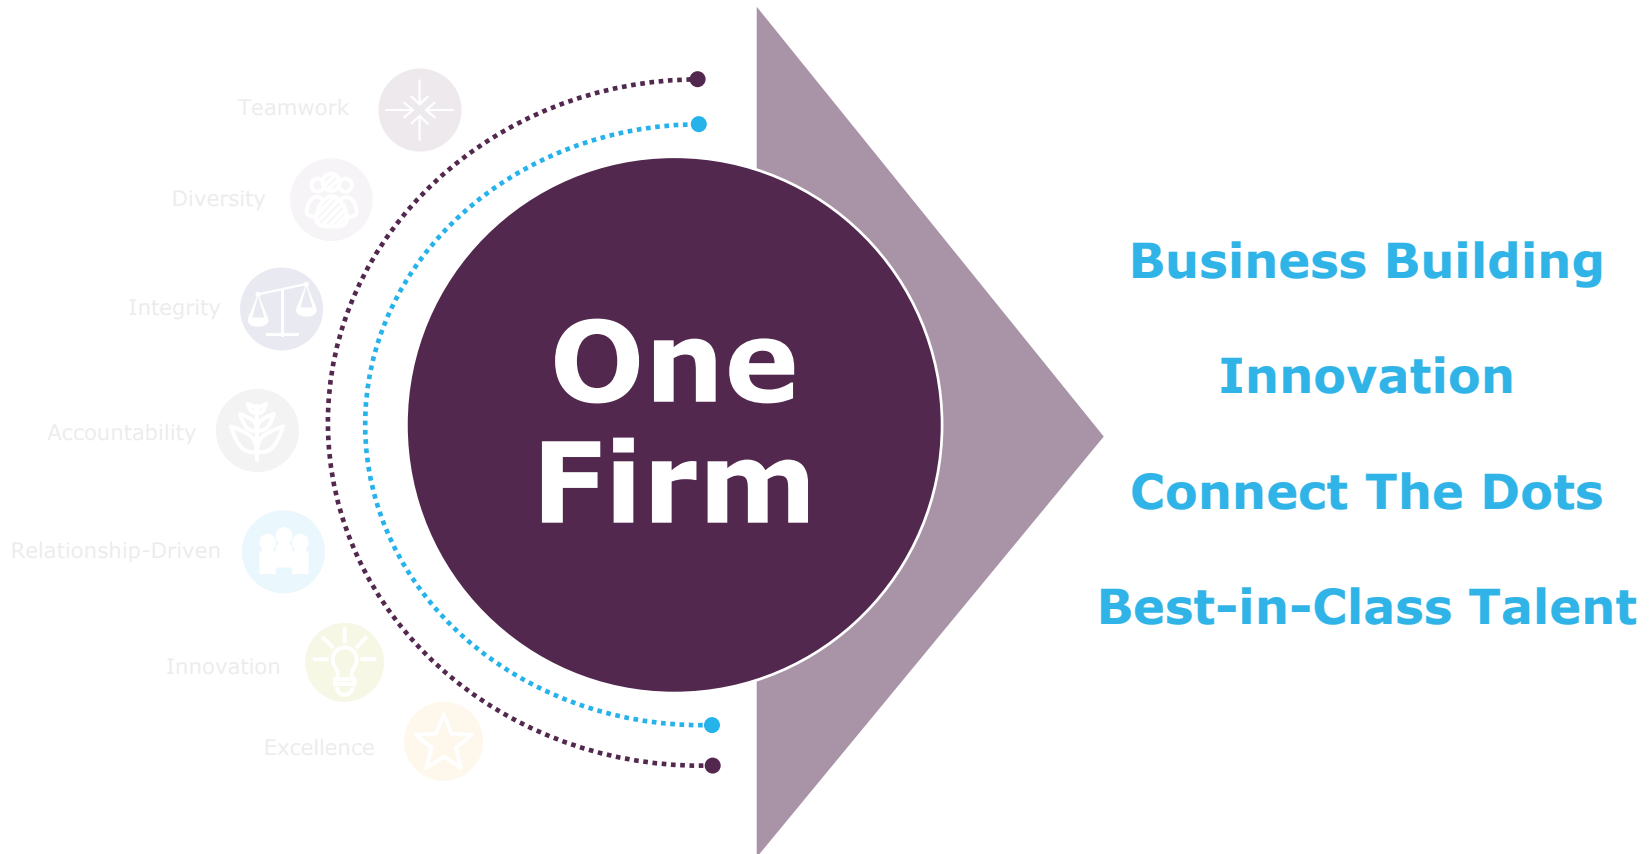 Teamwork
Diversity
Integrity
Accountability
Relationship-Driven
Innovation
Excellence
One
Firm
Business Building
Innovation
Connect The Dots
Best-in-Class Talent